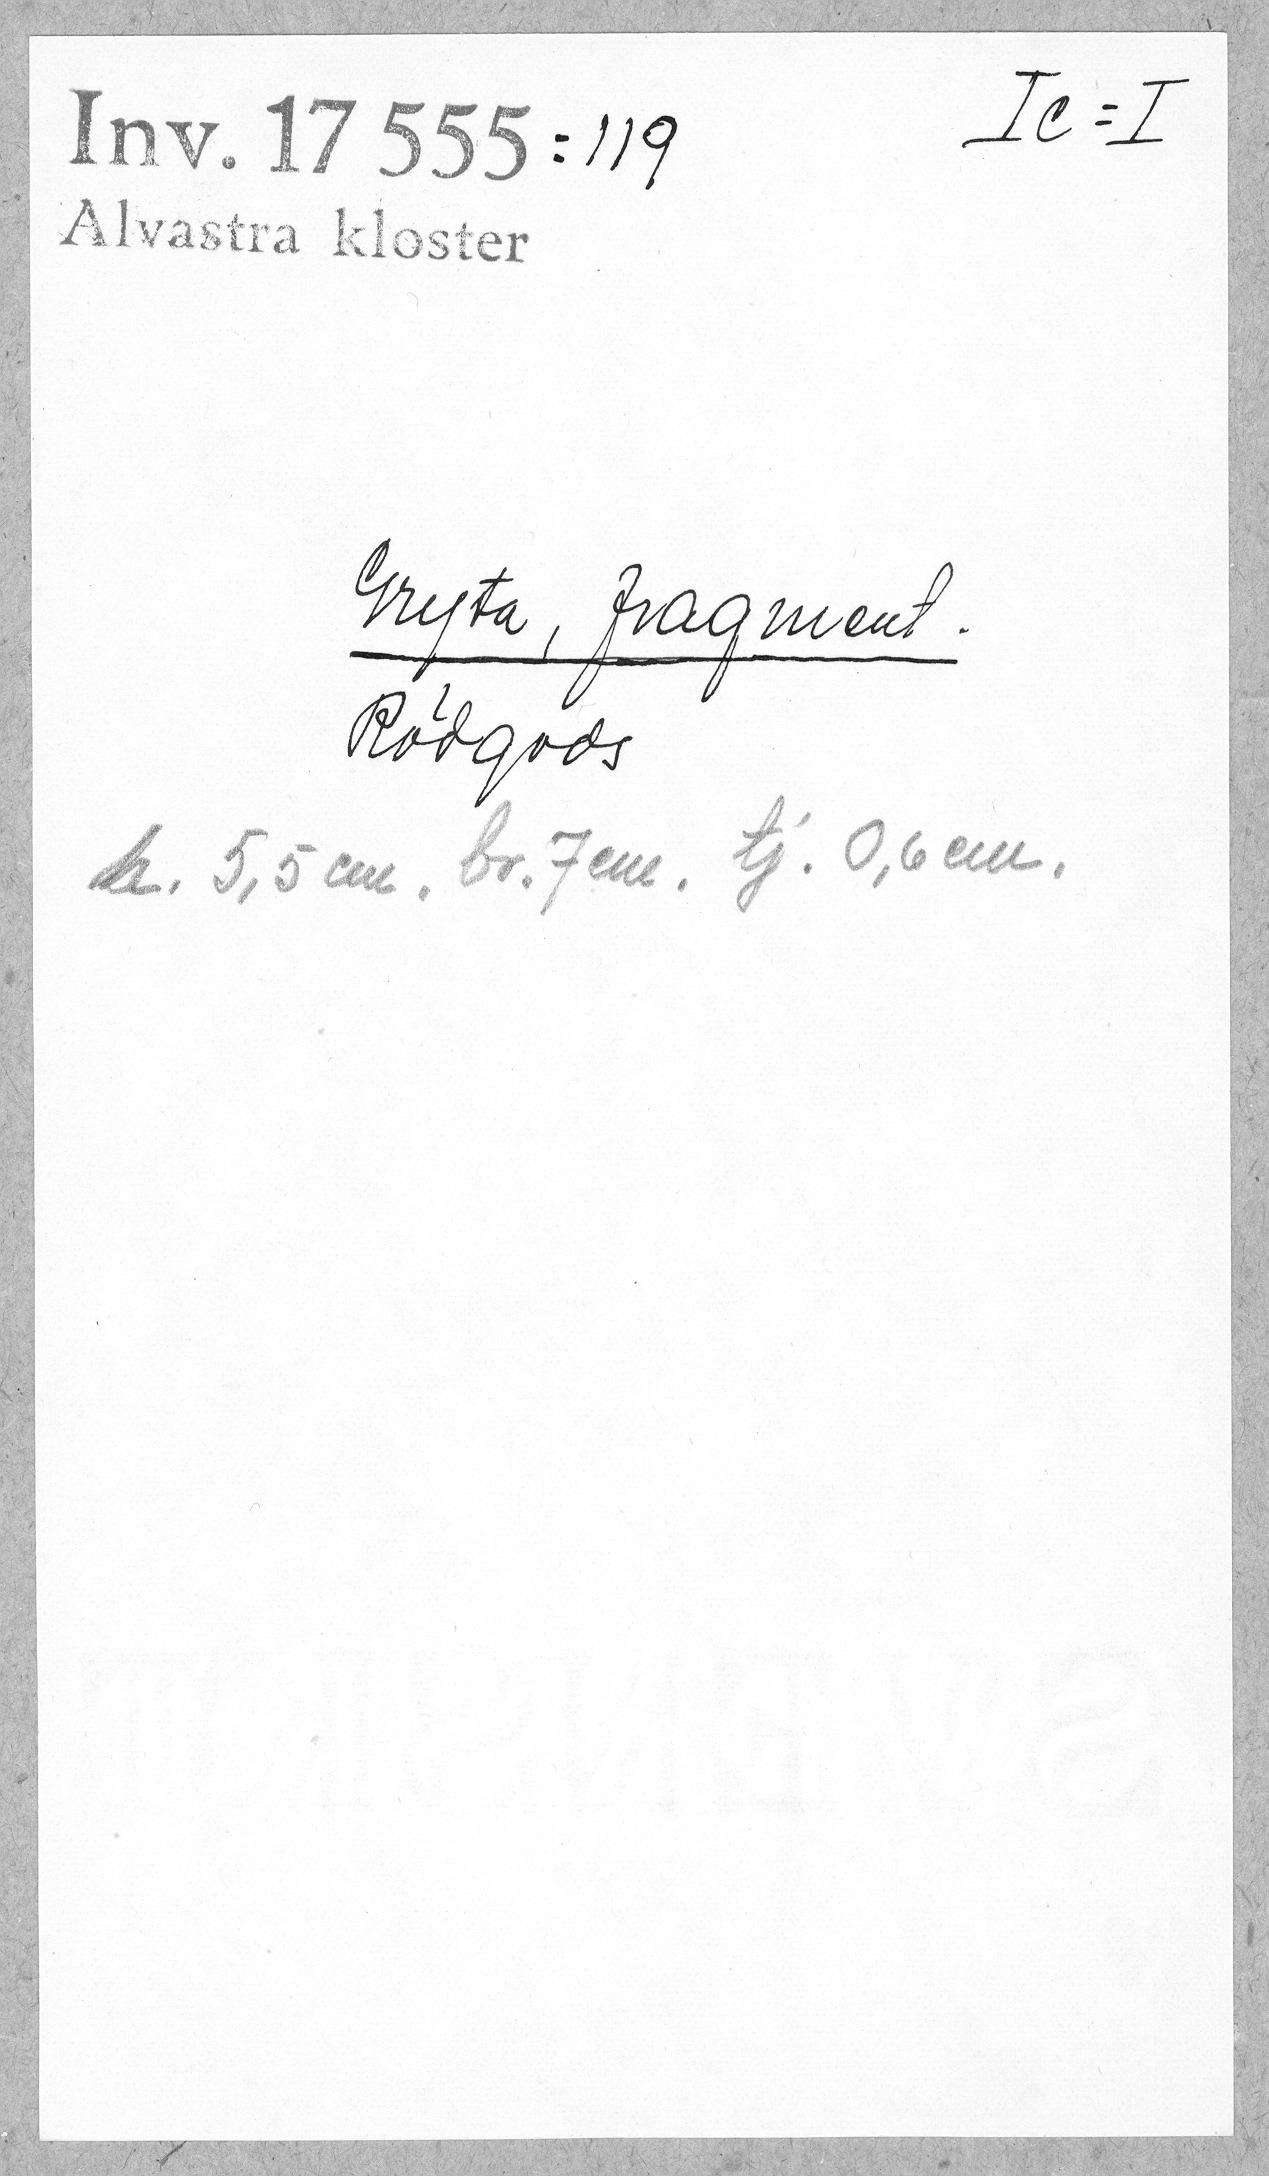 Inv. 17 555:119 Ic=I
Alvastra kloster
Gryta, fragment.
Rödgods
h. 5,5 cm. br. 7 cm. tj. 0,6 cm.